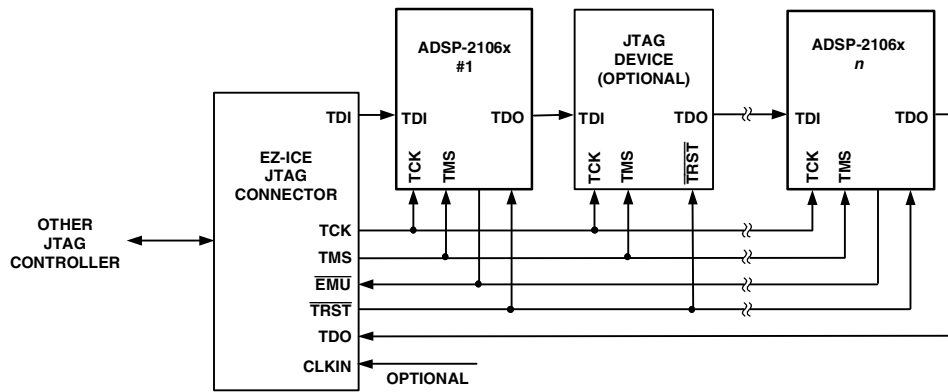 ADSP-2106x
#1
TDI
TDO
TCK
TMS
JTAG
DEVICE
(OPTIONAL)
TDI
TDO
TCK
TMS
TRST
ADSP-2106x
n
TDI
TDO
TCK
TMS
EZ-ICE
JTAG
CONNECTOR
TDI
TCK
TMS
EMU
TRST
TDO
CLKIN
OTHER
JTAG
CONTROLLER
OPTIONAL